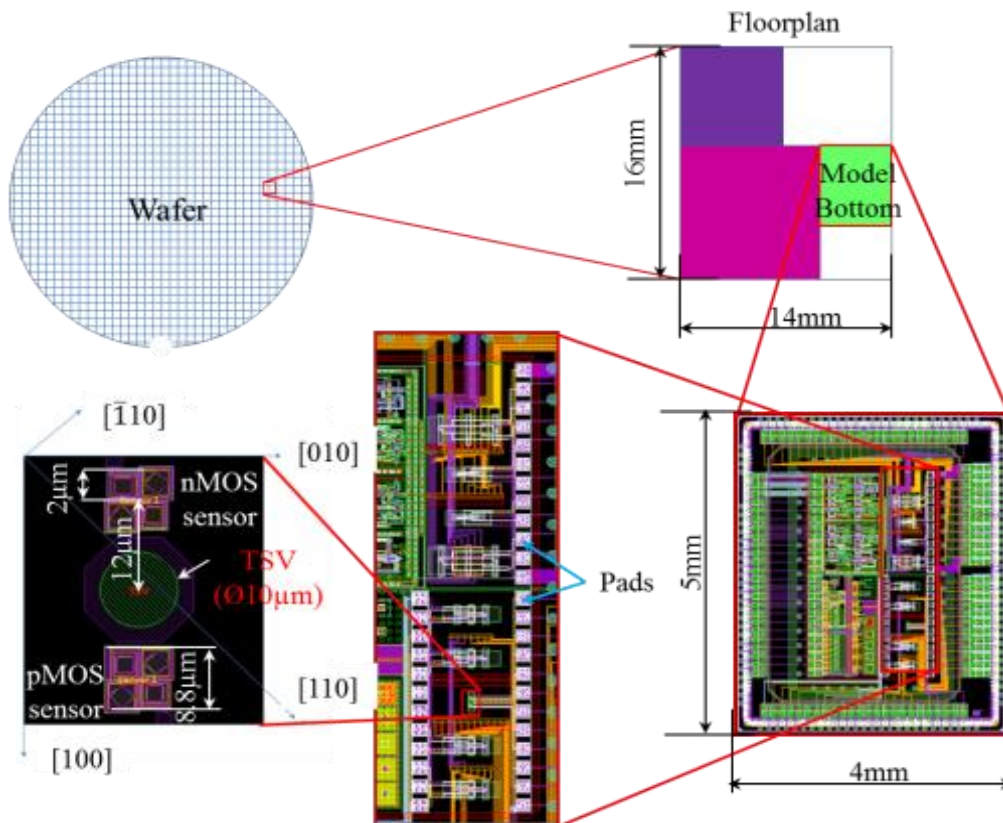 Floorplan
Wafer
16mm
Model
Bottom
14mm
[1̅10]
[010]
2μm
nMOS
sensor
12μm
TSV
(Ø10μm)
Pads
5mm
pMOS
sensor
8.8μm
[110]
[100]
4mm